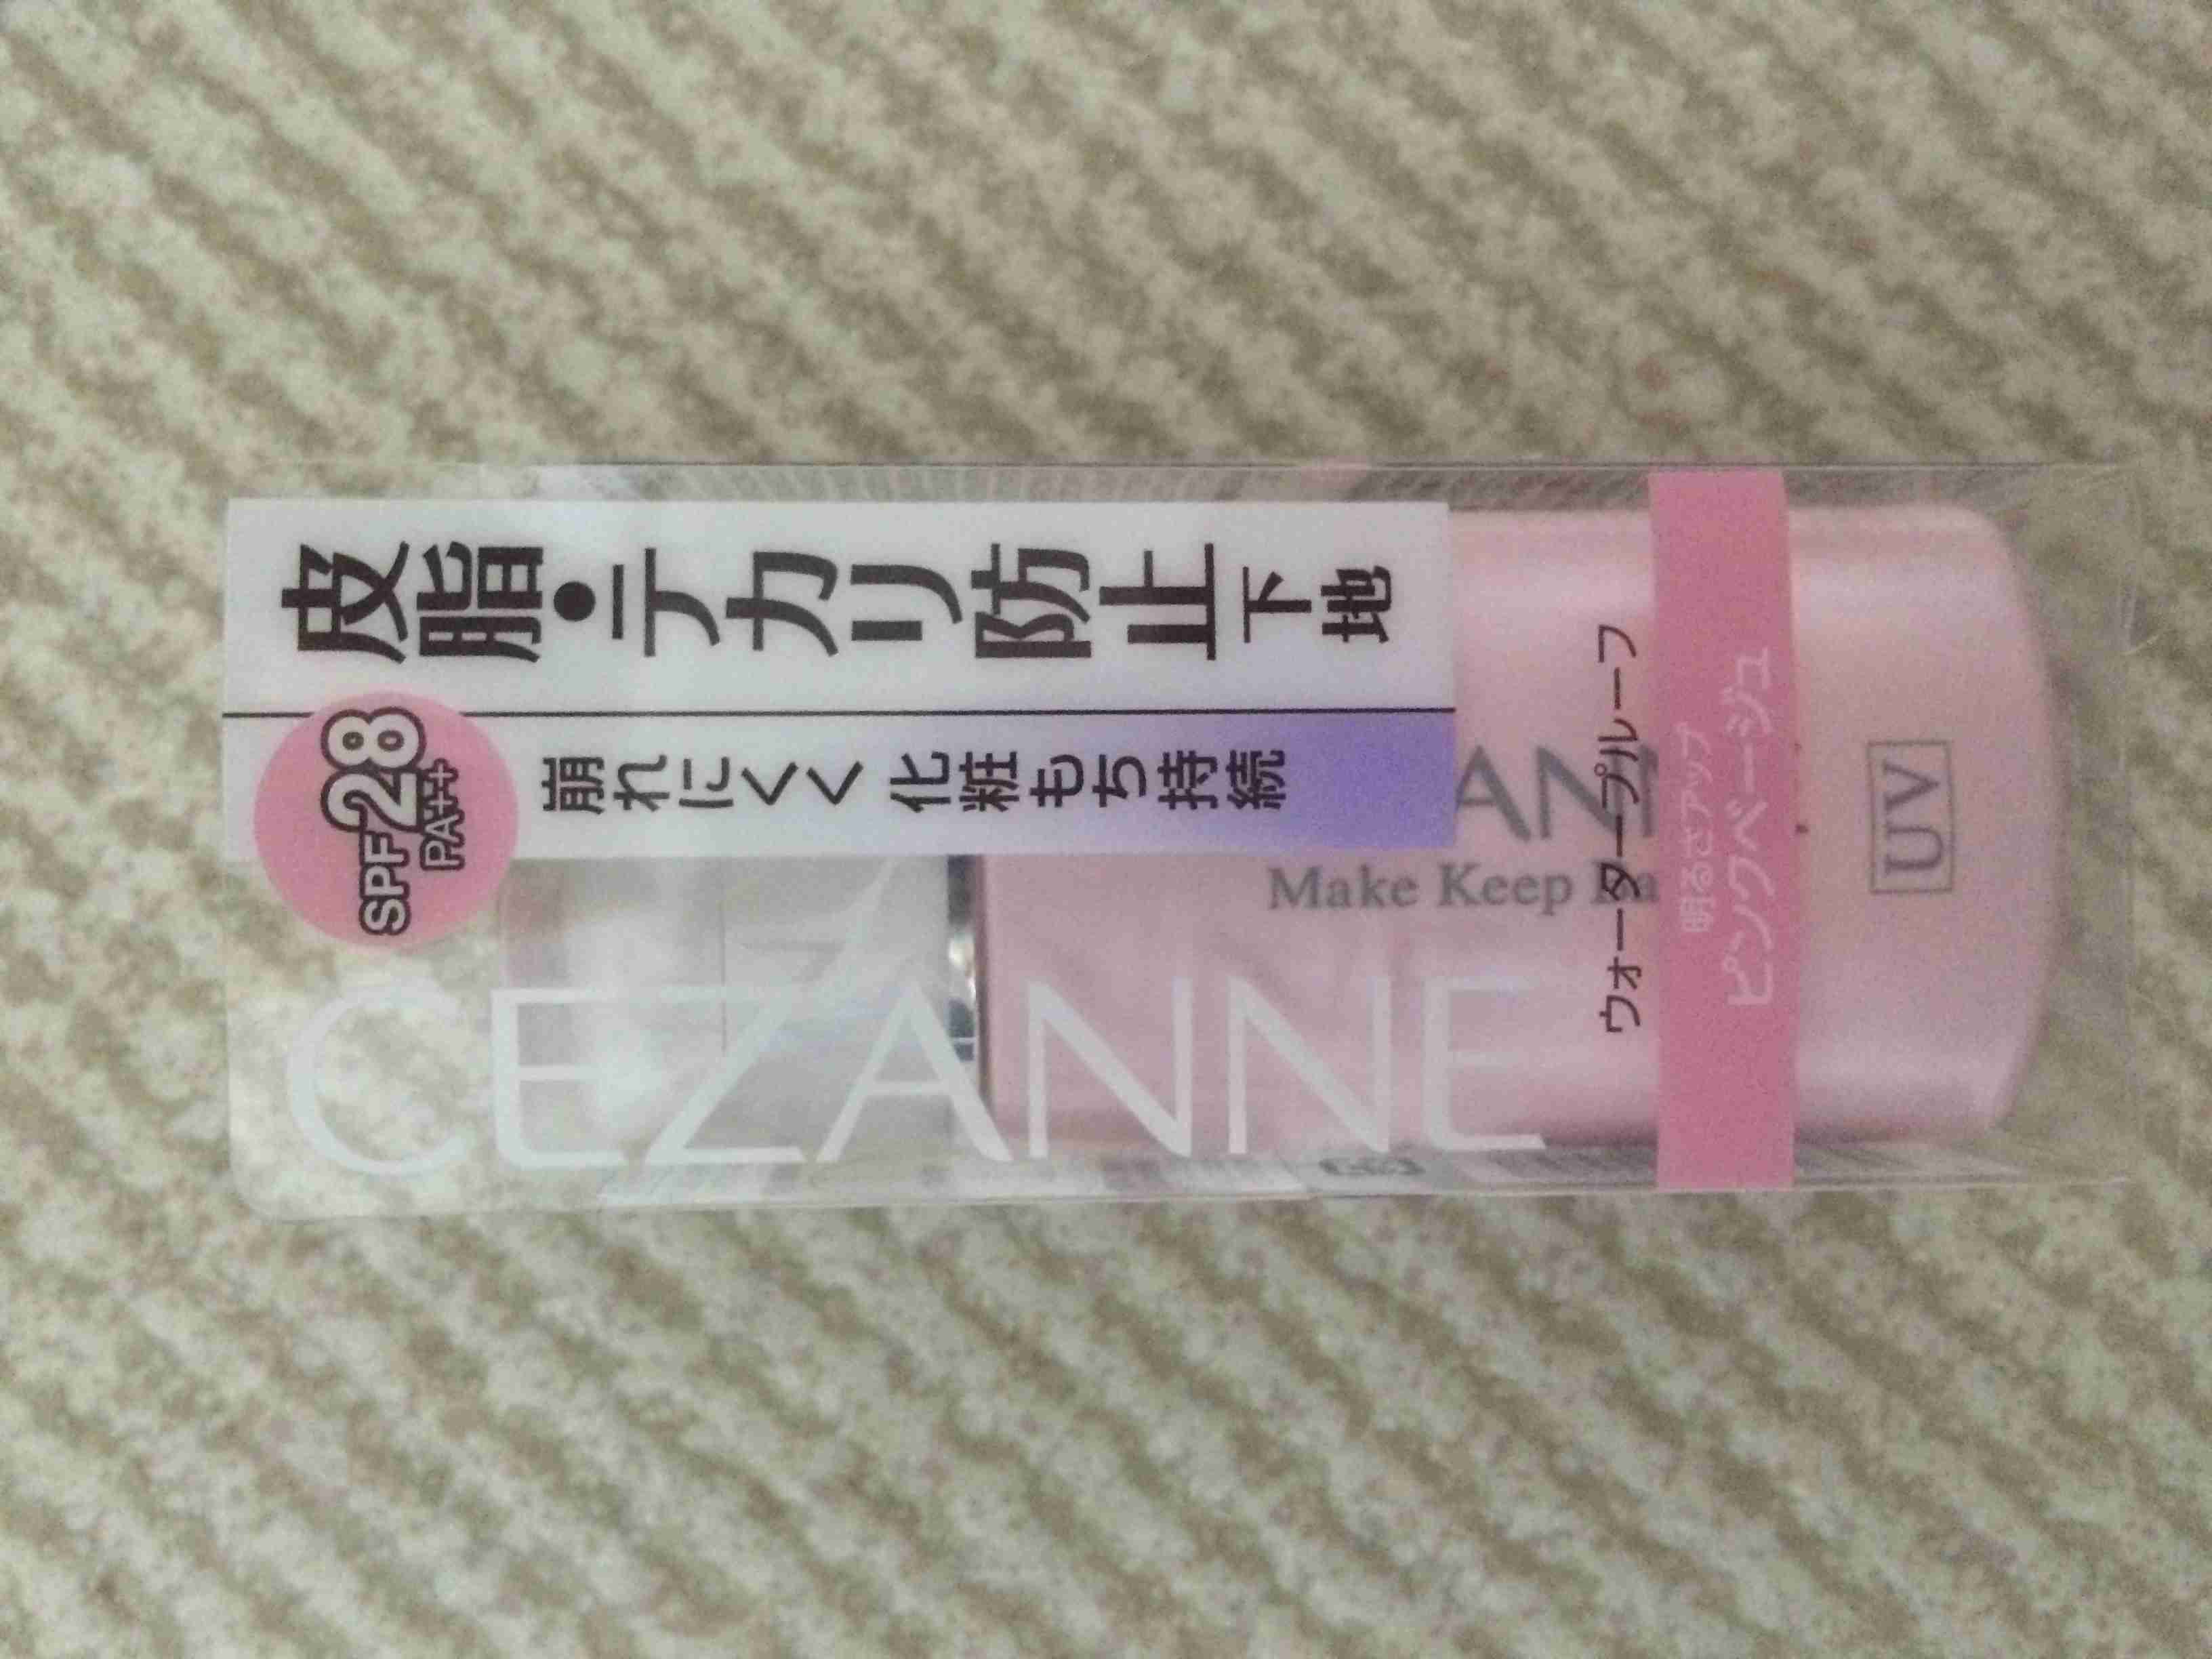 皮脂・テカリ防止下地
崩れにくく 化粧もち持続
SPF28
PA++
CEZANNE
Make Keep
ウォータープルーフ
明るさアップ
ピンクベージュ
UV